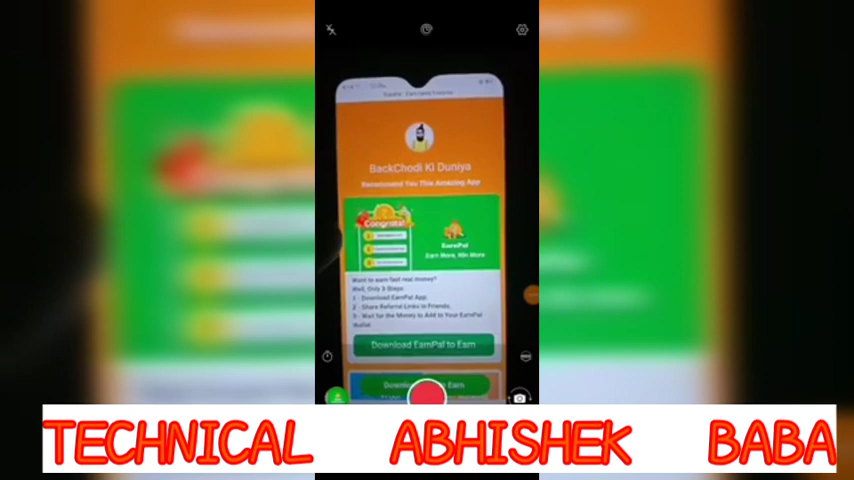 BackChodi Ki Duniya
Recommend You This Amazing App
Congrats!
EarnPal
Earn More, Win More
Want to earn fast real money?
Well, Only 3 Steps:
1 - Download EarnPal App,
2 - Share Referral Links to Friends,
3 - Wait for the Money to Add to Your EarnPal
Wallet
Download EarnPal to Earn
Earn
TECHNICAL ABHISHEK BABA